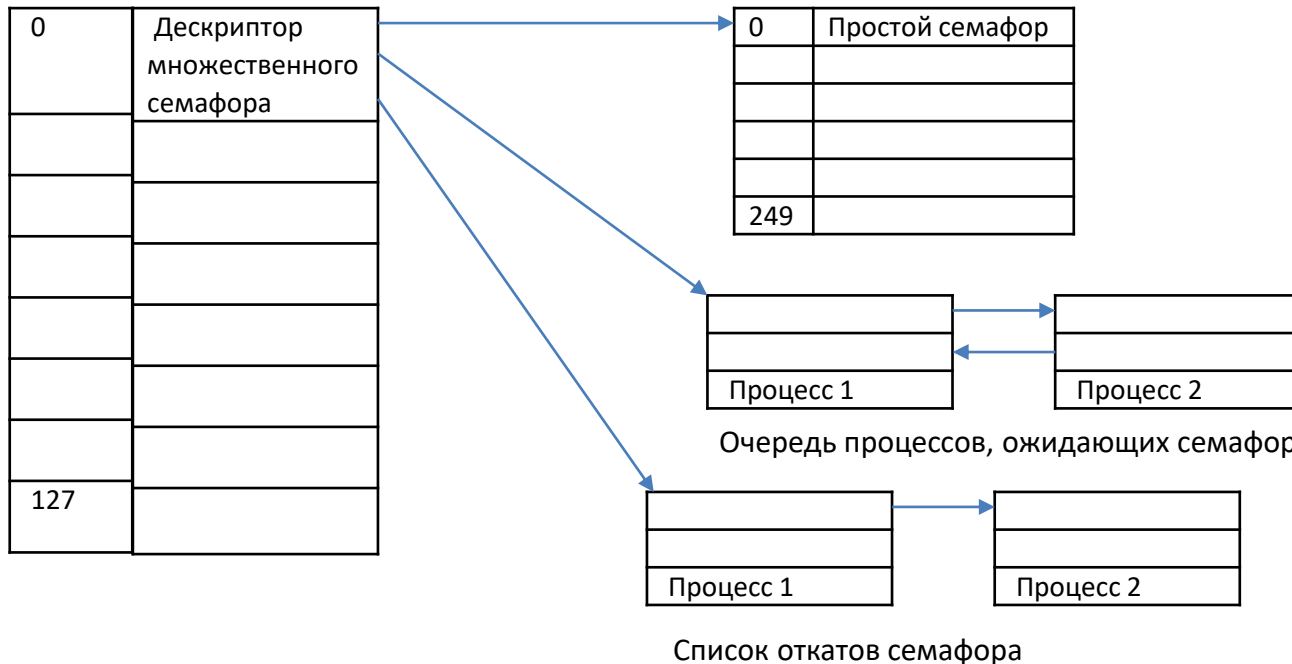 0
Дескриптор
множественного
семафора
127
0 Простой семафор
249
Процесс 1
Процесс 2
Очередь процессов, ожидающих семафор
Процесс 1
Процесс 2
Список откатов семафора